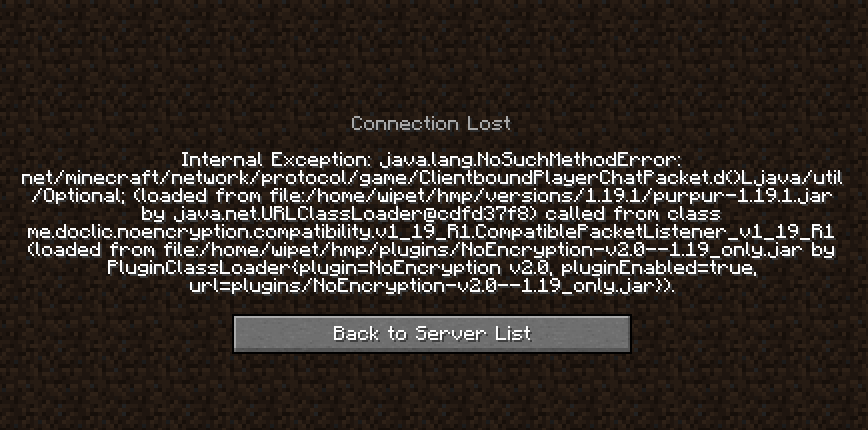 Connection Lost
Internal Exception: java.lang.NoSuchMethodError:
net/minecraft/network/protocol/game/ClientboundPlayerChatPacket.d()Ljava/util
/Optional; (loaded from file:/home/wipet/hmp/versions/1.19.1/purpur-1.19.1.jar
by java.net.URLClassLoader@cdfd37f8) called from class
me.doclic.noencryption.compatibility.v1_19_R1.CompatiblePacketListener_v1_19_R1
(loaded from file:/home/wipet/hmp/plugins/NoEncryption-v2.0--1.19_only.jar by
PluginClassLoader{plugin=NoEncryption v2.0, pluginEnabled=true,
url=plugins/NoEncryption-v2.0--1.19_only.jar}).
Back to Server List